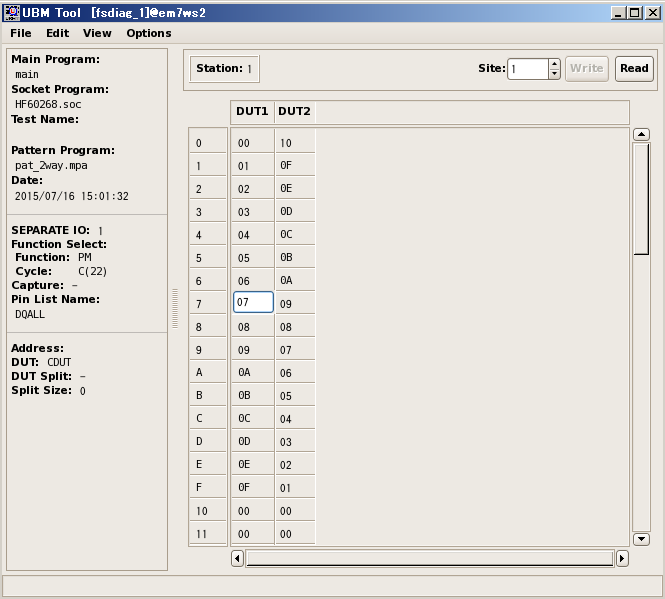 UBM Tool [fsdiag_1]@em7ws2
File Edit View Options
Main Program:
main
Socket Program:
HF60268.soc
Test Name:
Pattern Program:
pat_2way.mpa
Date:
2015/07/16 15:01:32
SEPARATE IO: 1
Function Select:
Function: PM
Cycle: C(22)
Capture: –
Pin List Name:
DQALL
Address:
DUT: CDUT
DUT Split: –
Split Size: 0
Station: 1
Site: 1 Write Read
DUT1 DUT2
0 00 10
1 01 0F
2 02 0E
3 03 0D
4 04 0C
5 05 0B
6 06 0A
7 07 09
8 08 08
9 09 07
A 0A 06
B 0B 05
C 0C 04
D 0D 03
E 0E 02
F 0F 01
10 00 00
11 00 00